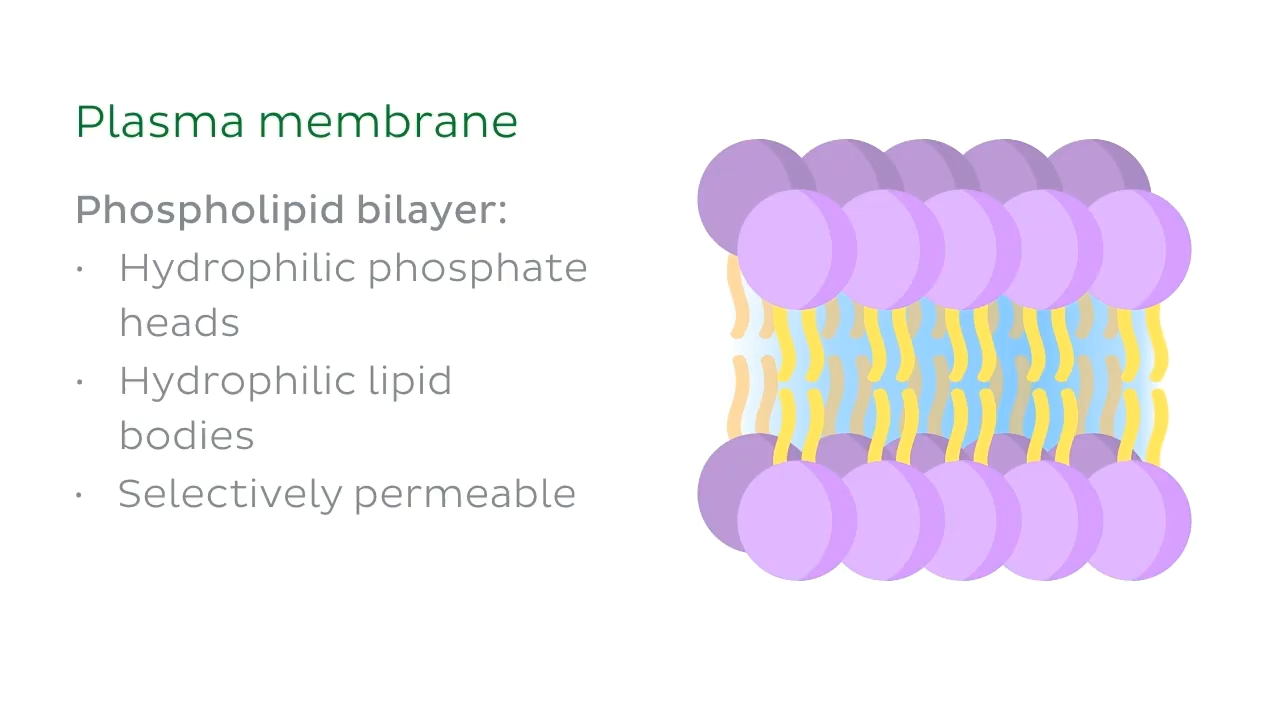 Plasma membrane
Phospholipid bilayer:
· Hydrophilic phosphate
heads
· Hydrophilic lipid
bodies
· Selectively permeable